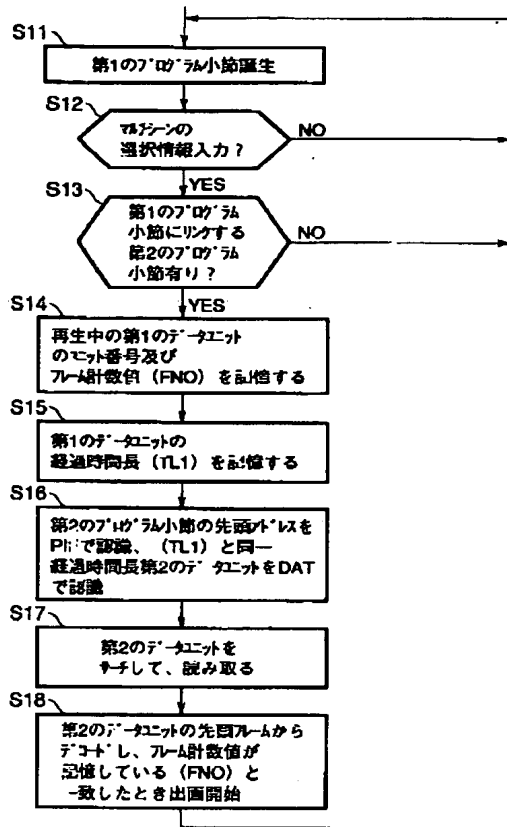 S11
第1のプログラム小節誕生
S12
マルチシーンの
選択情報入力？
NO
YES
S13
第1のプログラム
小節にリンクする
第2のプログラム
小節有り？
NO
YES
S14
再生中の第1のデータユニット
のユニット番号及び
フレーム計数値（FNO）を記憶する
S15
第1のデータユニットの
経過時間長（TL1）を記憶する
S16
第2のプログラム小節の先頭アドレスを
で認識、（TL1）と同一
経過時間長第2のデータユニットをDAT
で認識
S17
第2のデータユニットを
サーチして、読み取る
S18
第2のデータユニットの先頭フレームから
デコードし、フレーム計数値が
記憶している（FNO）と
一致したとき出画開始